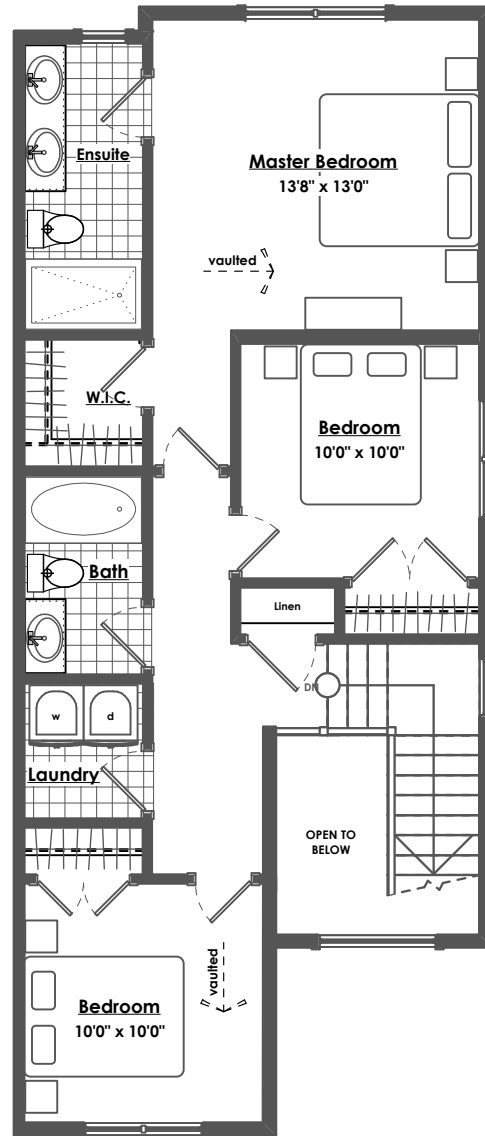 Ensuite
Master Bedroom
13'8" x 13'0"
vaulted
W.I.C.
Bedroom
10'0" x 10'0"
Bath
Linen
DN
w
d
Laundry
OPEN TO
BELOW
vaulted
Bedroom
10'0" x 10'0"